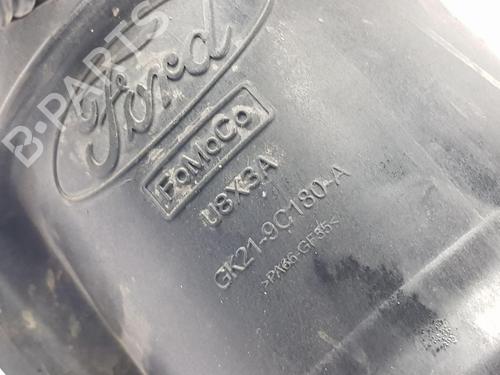 B-PARTS
Ford
FoMoCo
U8X3A
GK21-9C180-A
>PA66-GF35<